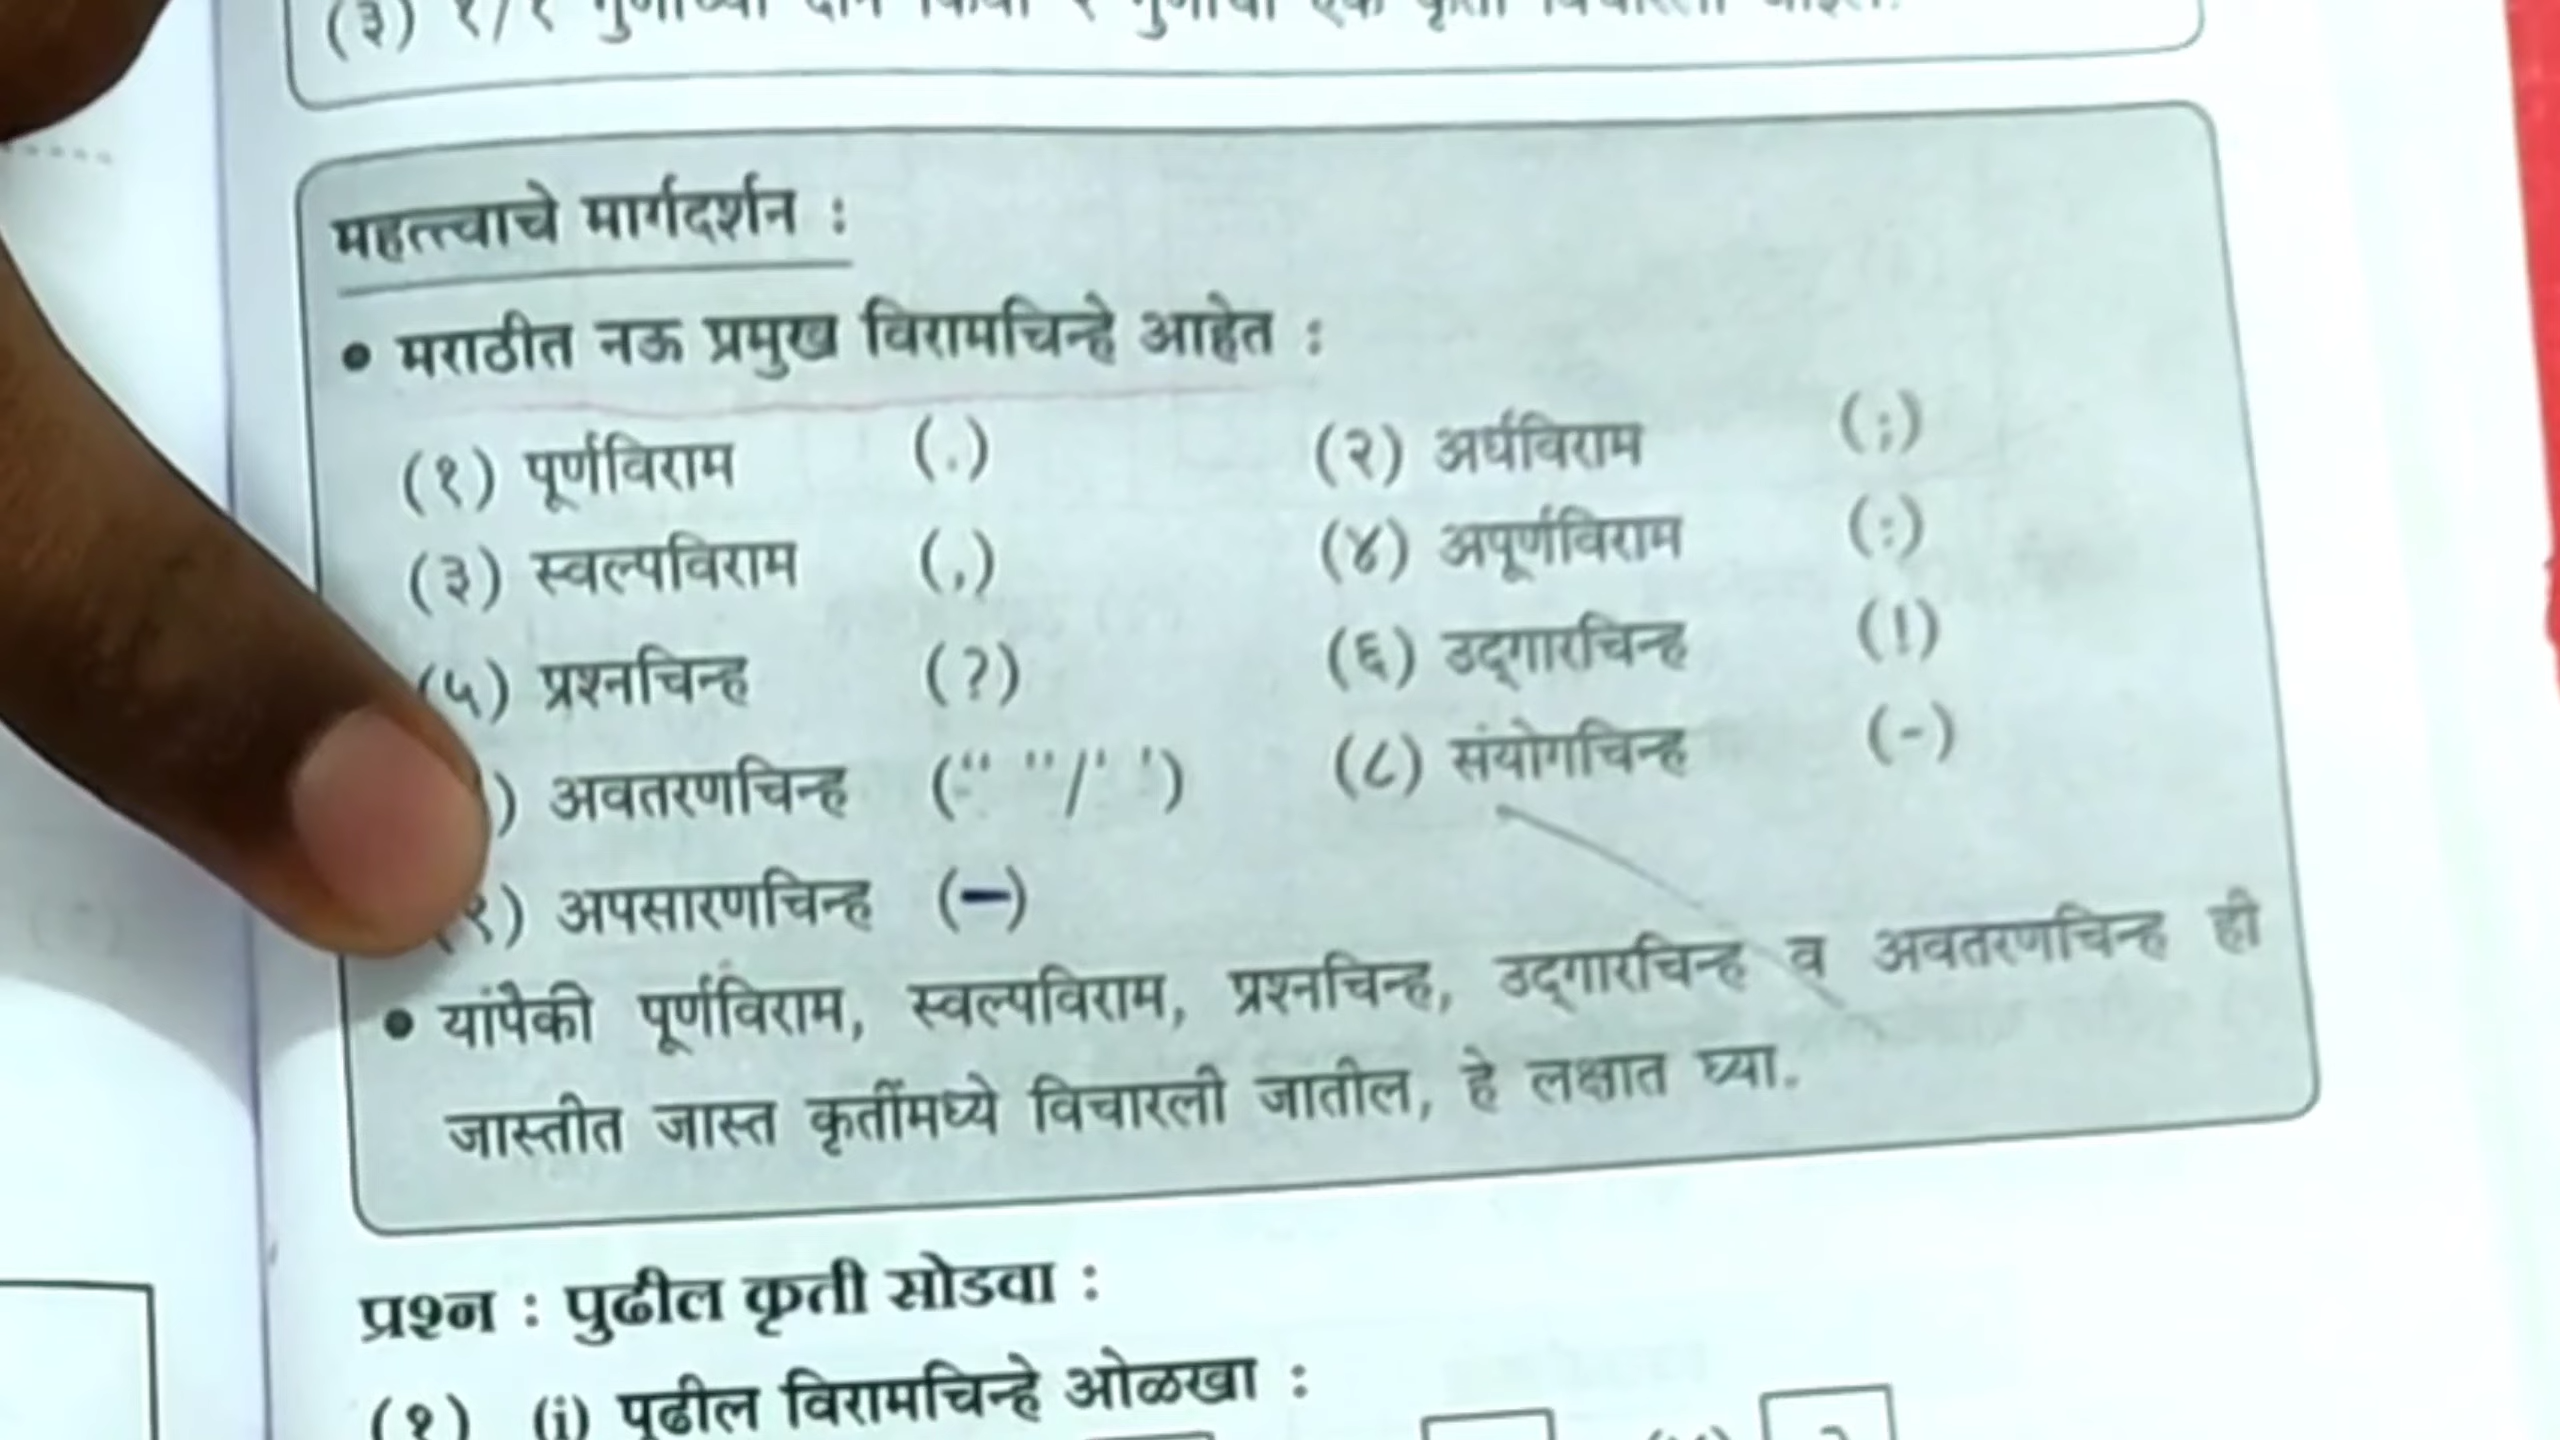 महत्त्वाचे मार्गदर्शन :
• मराठीत नऊ प्रमुख विरामचिन्हे आहेत :
(१) पूर्णविराम (.) (२) अर्धविराम (;)
(३) स्वल्पविराम (,) (४) अपूर्णविराम (:)
(५) प्रश्नचिन्ह (?) (६) उद्‌गारचिन्ह (!)
) अवतरणचिन्ह (“ ”/‘ ’) (८) संयोगचिन्ह (-)
) अपसारणचिन्ह (—)
• यांपैकी पूर्णविराम, स्वल्पविराम, प्रश्नचिन्ह, उद्‌गारचिन्ह व अवतरणचिन्ह ही
जास्तीत जास्त कृतींमध्ये विचारली जातील, हे लक्षात घ्या.
प्रश्न : पुढील कृती सोडवा :
(१) (i) पुढील विरामचिन्हे ओळखा :